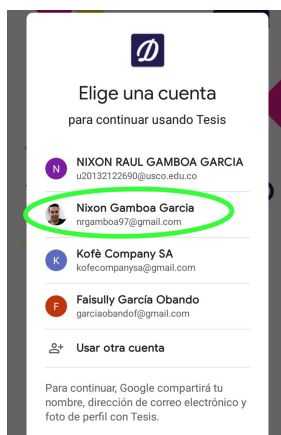 Elige una cuenta
para continuar usando Tesis
N
NIXON RAUL GAMBOA GARCIA
u20132122690@usco.edu.co
Nixon Gamboa Garcia
nrgamboa97@gmail.com
K
Kofè Company SA
kofecompanysa@gmail.com
F
Faisully García Obando
garciaobandof@gmail.com
Usar otra cuenta
Para continuar, Google compartirá tu
nombre, dirección de correo electrónico y
foto de perfil con Tesis.